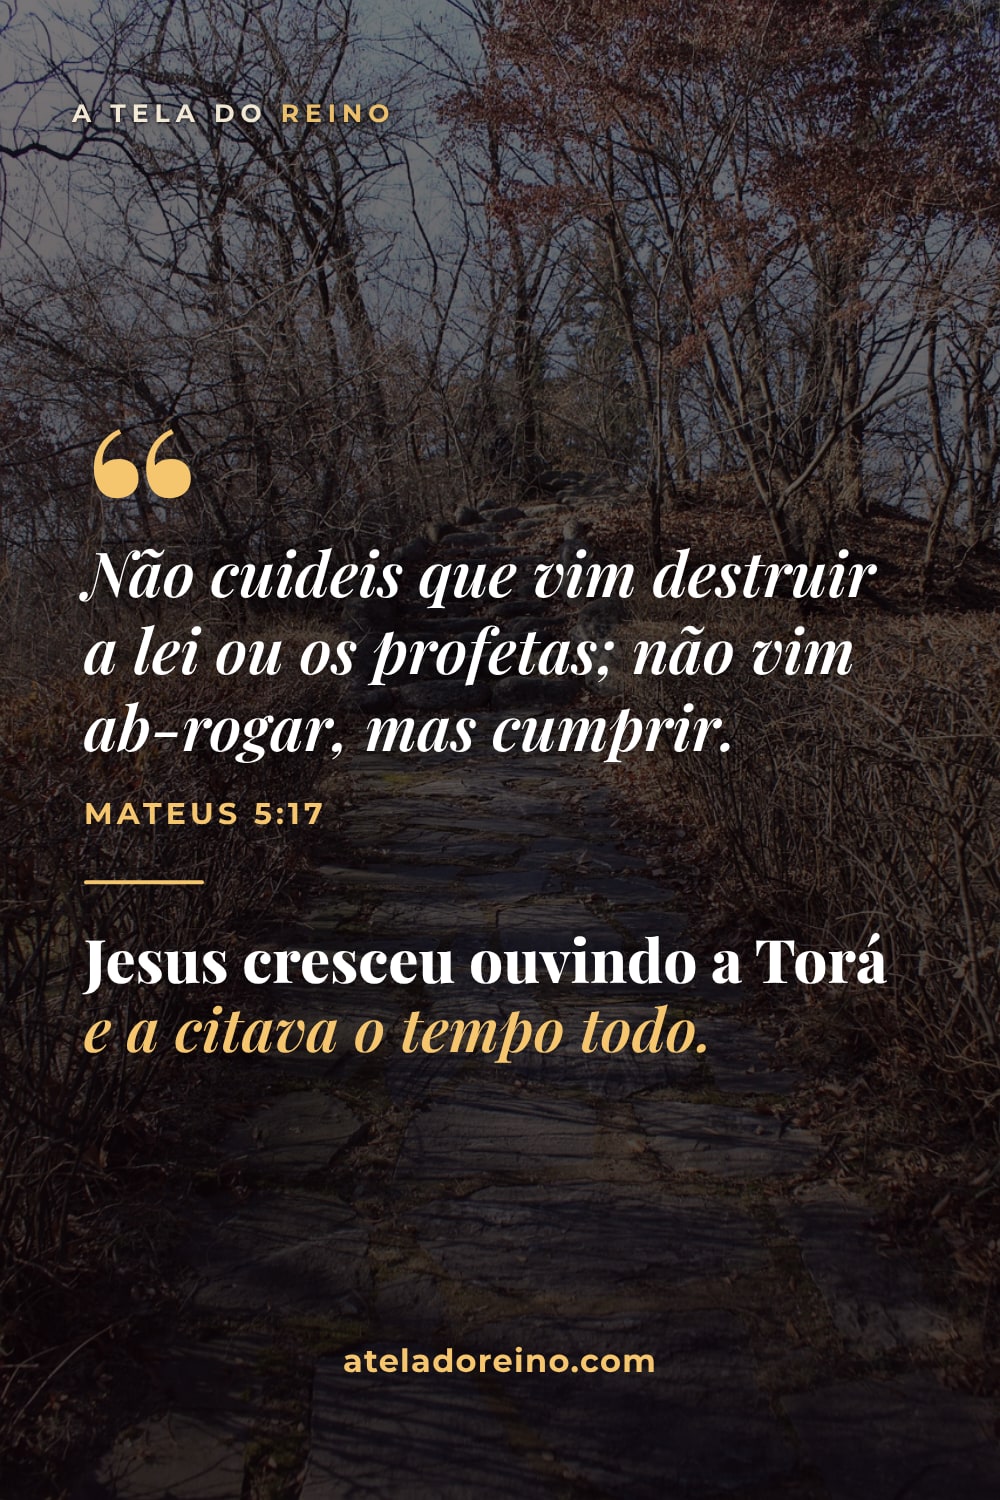 A TELA DO REINO
“
Não cuideis que vim destruir
a lei ou os profetas; não vim
ab-rogar, mas cumprir.
MATEUS 5:17
Jesus cresceu ouvindo a Torá
e a citava o tempo todo.
ateladoreino.com